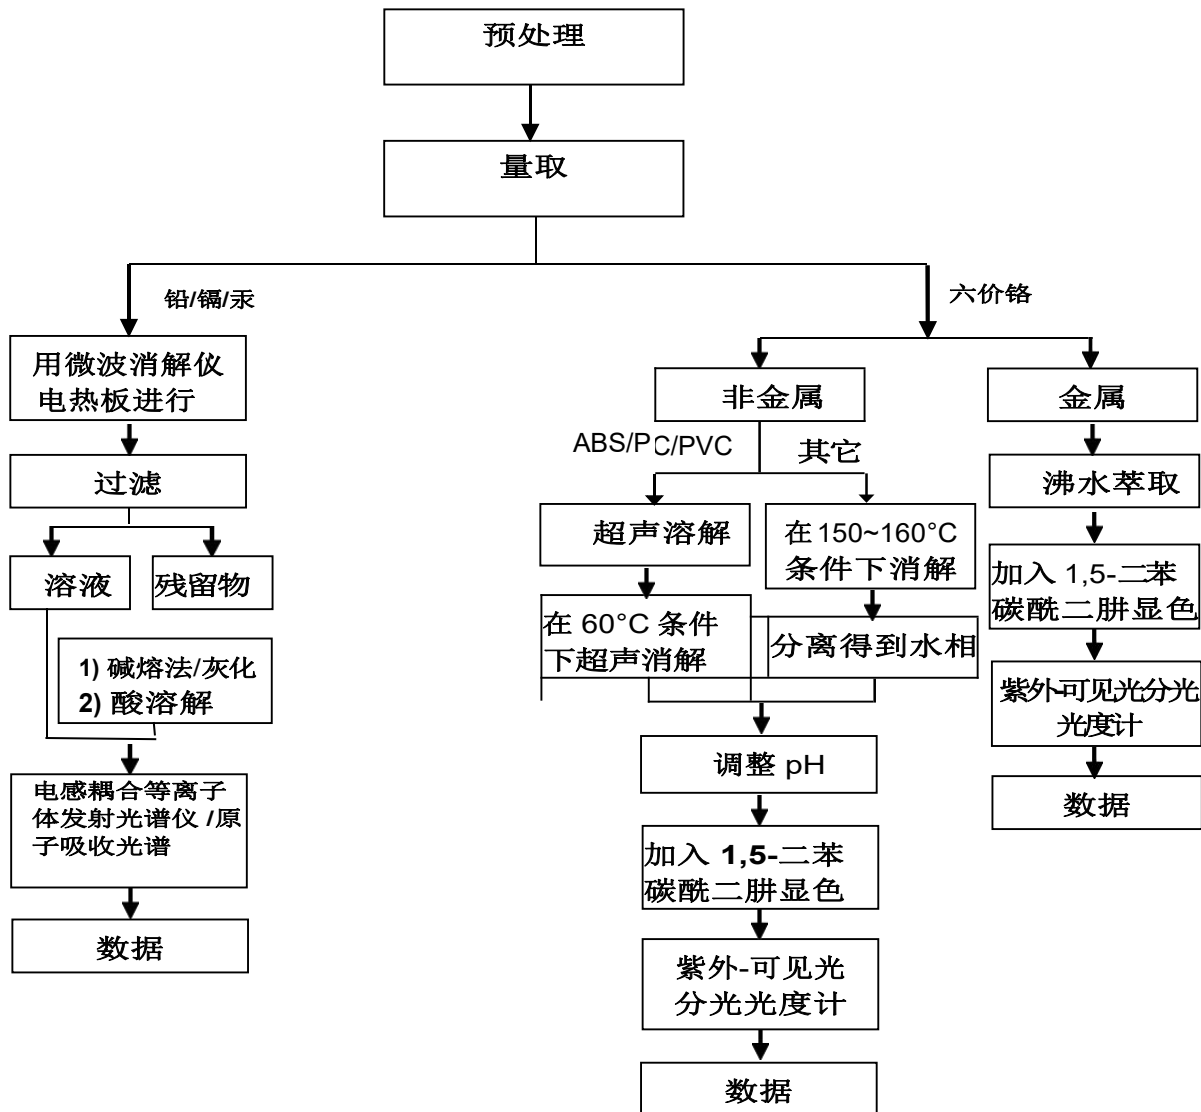 预处理
量取
铅/镉/汞
六价铬
用微波消解仪
电热板进行
过滤
溶液
残留物
1) 碱熔法/灰化
2) 酸溶解
电感耦合等离子
体发射光谱仪 /原
子吸收光谱
数据
非金属
ABS/PC/PVC
其它
超声溶解
在 150~160°C
条件下消解
在 60°C 条件
下超声消解
分离得到水相
调整 pH
加入 1,5-二苯
碳酰二肼显色
紫外-可见光
分光光度计
数据
金属
沸水萃取
加入 1,5-二苯
碳酰二肼显色
紫外-可见光分光
光度计
数据